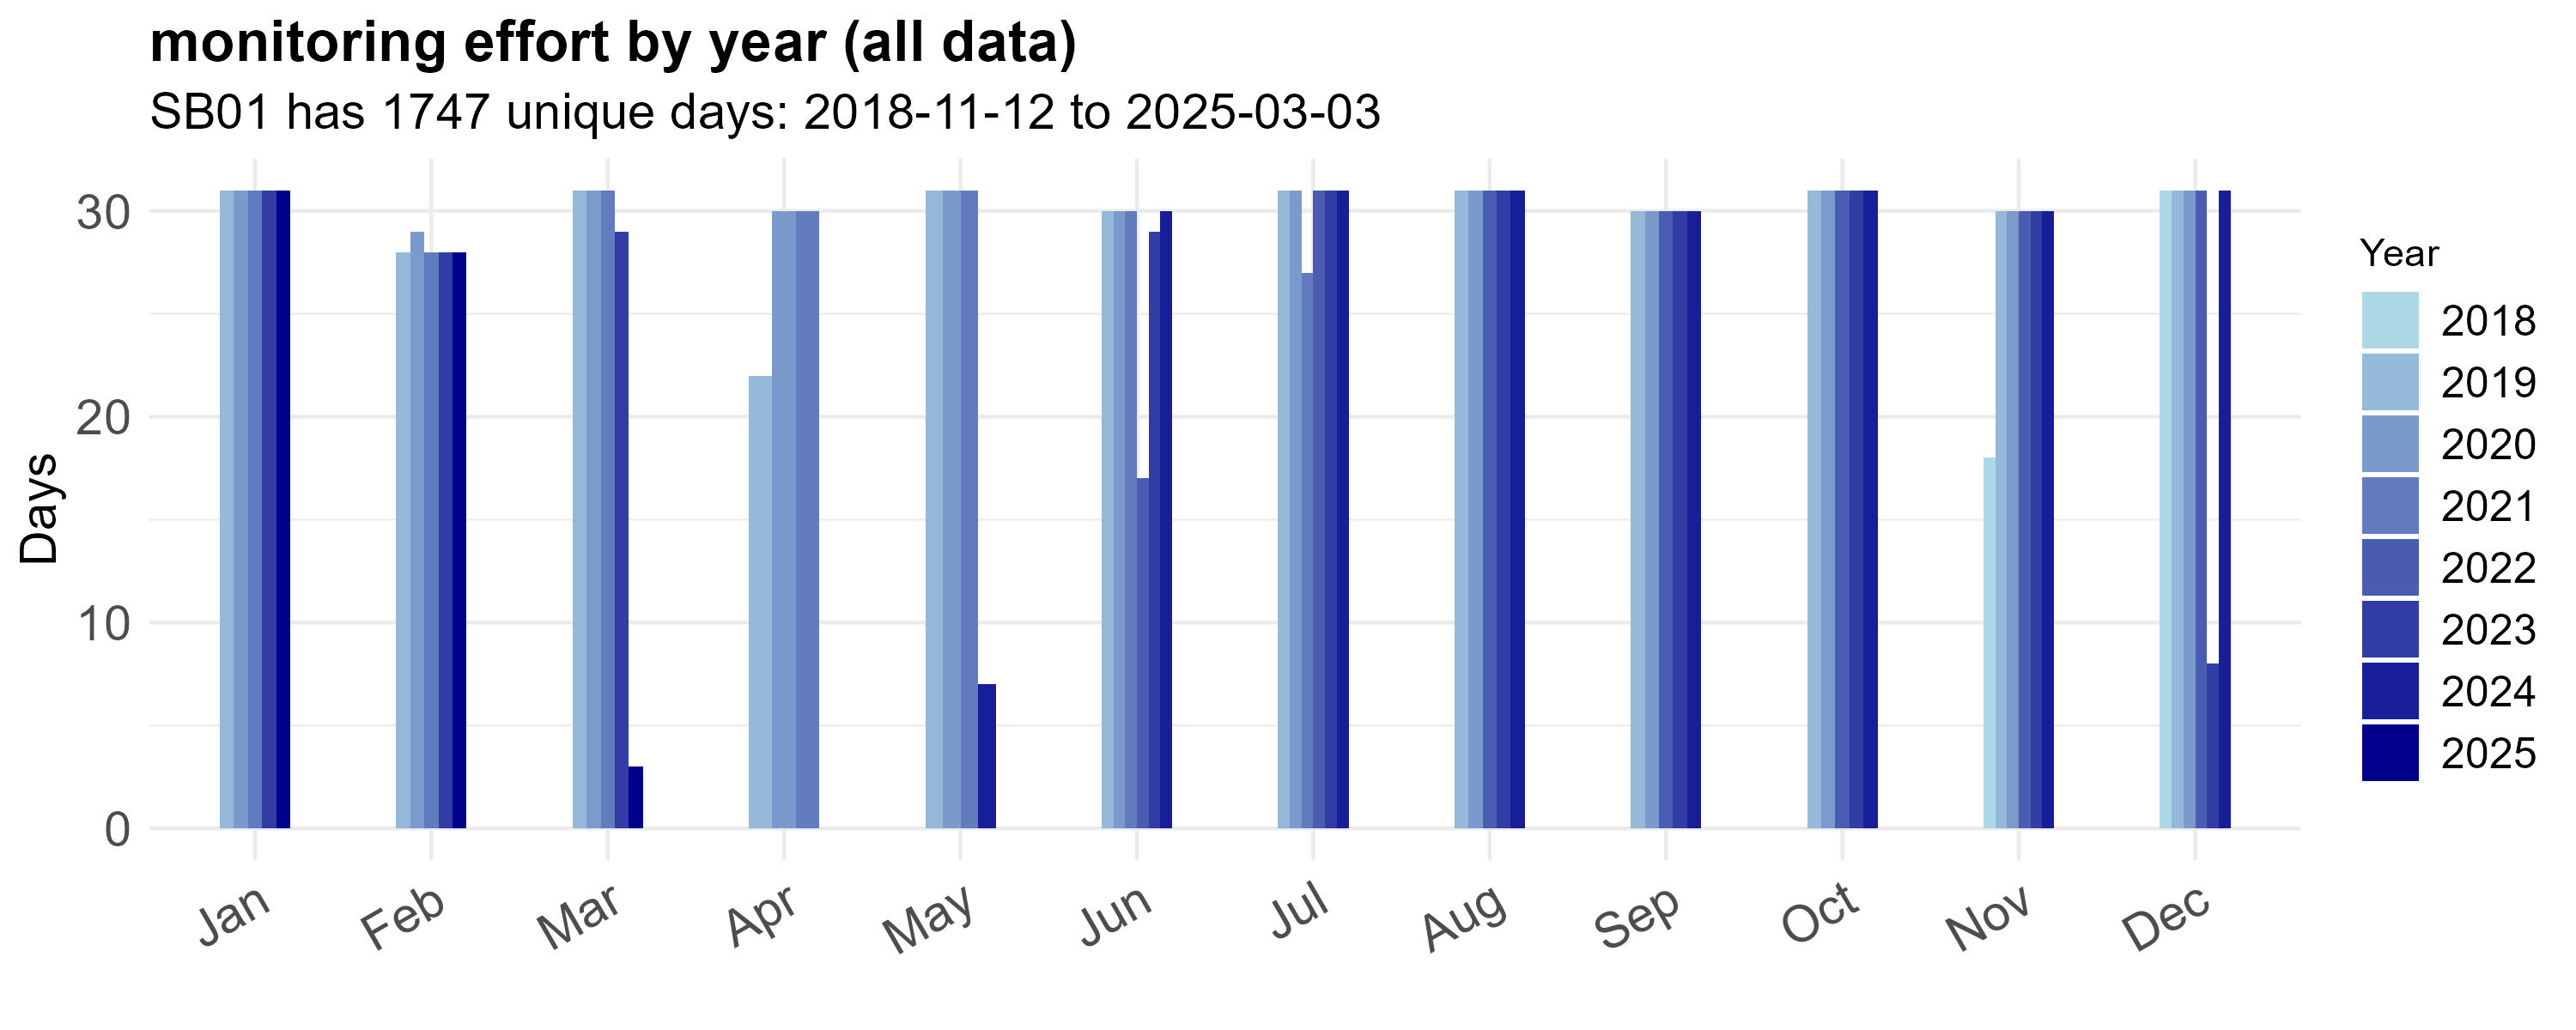 monitoring effort by year (all data)
SB01 has 1747 unique days: 2018-11-12 to 2025-03-03
Days
30
20
10
0
Jan
Feb
Mar
Apr
May
Jun
Jul
Aug
Sep
Oct
Nov
Dec
Year
2018
2019
2020
2021
2022
2023
2024
2025